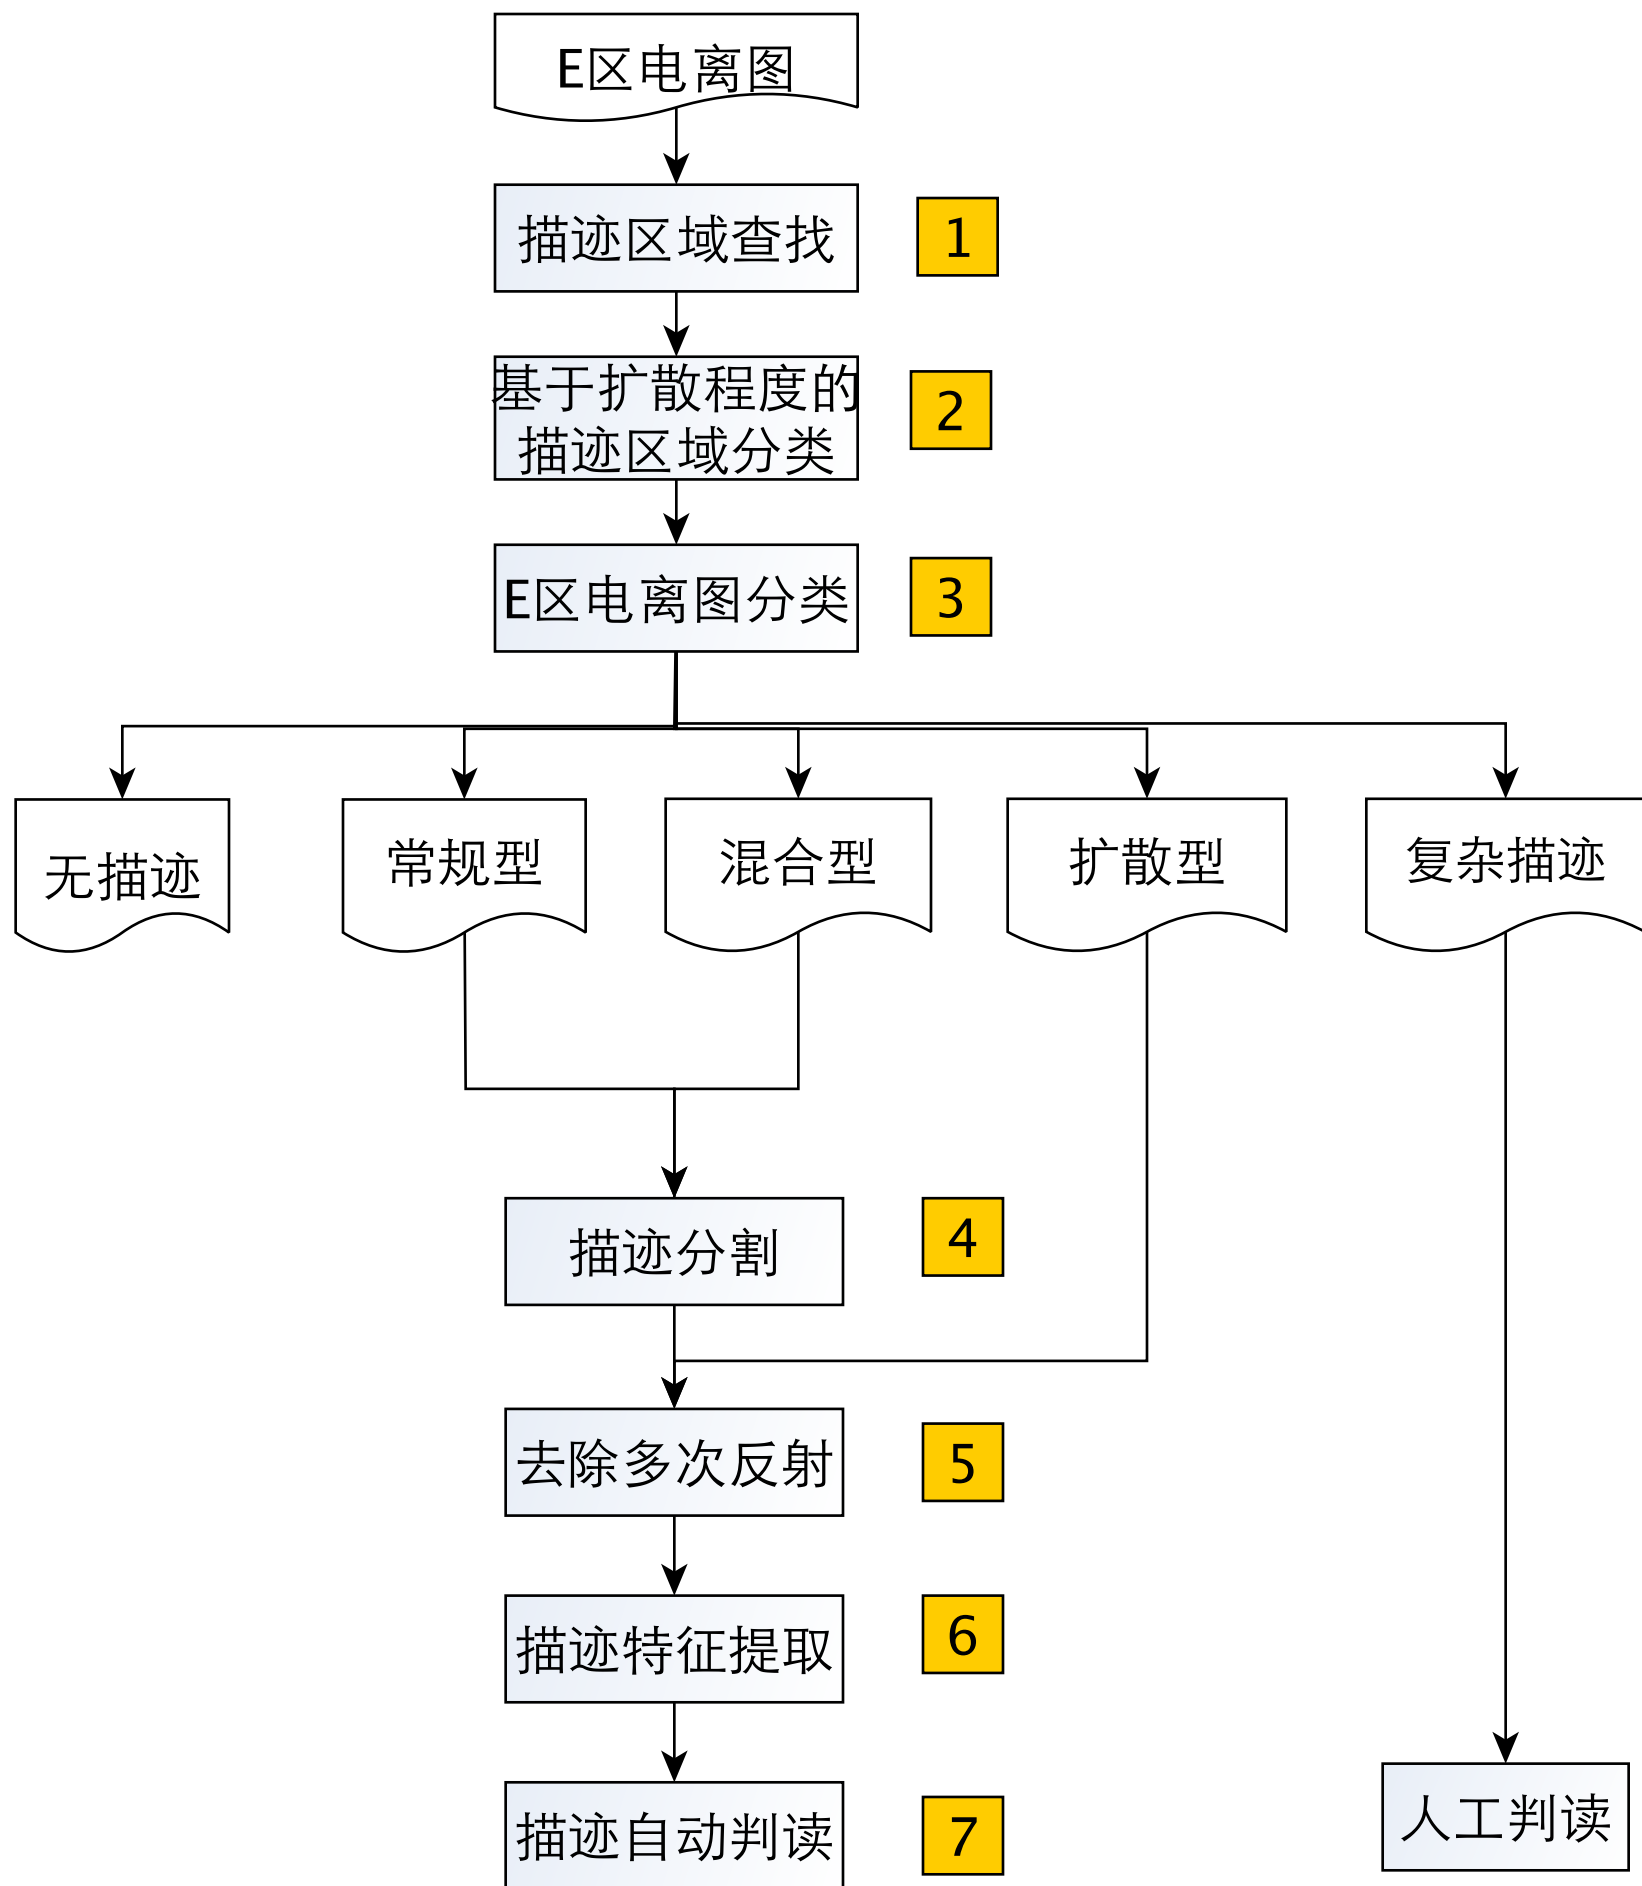 E区电离图
描迹区域查找
1
基于扩散程度的
描迹区域分类
2
E区电离图分类
3
无描迹
常规型
混合型
扩散型
复杂描迹
描迹分割
4
去除多次反射
5
描迹特征提取
6
描迹自动判读
7
人工判读